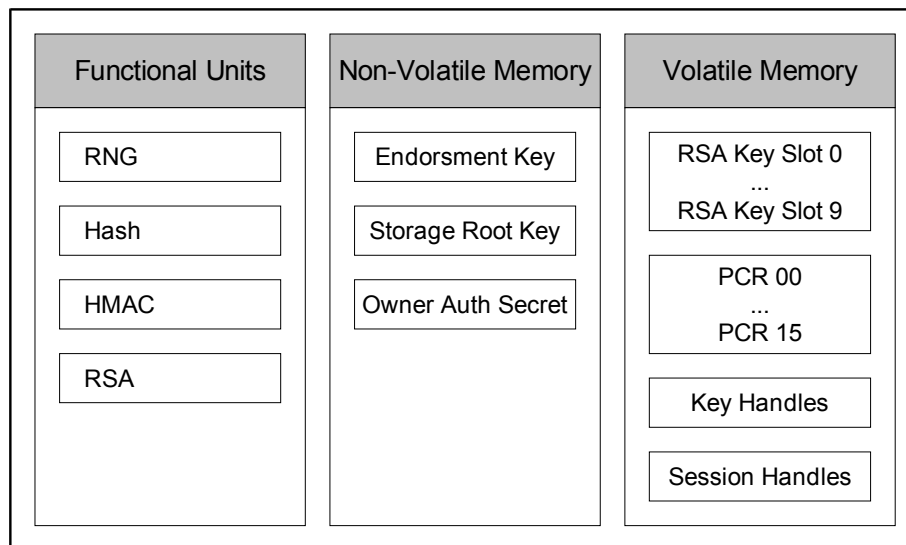 Functional Units
RNG
Hash
HMAC
RSA
Non-Volatile Memory
Endorsment Key
Storage Root Key
Owner Auth Secret
Volatile Memory
RSA Key Slot 0
...
RSA Key Slot 9
PCR 00
...
PCR 15
Key Handles
Session Handles